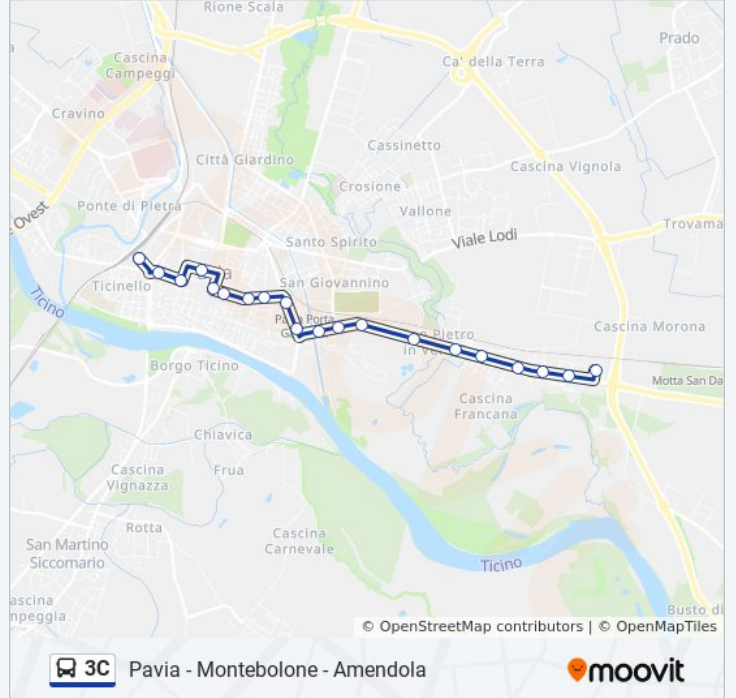 Rione Scala
Prado
Cascina
Campeggi
Ca' della Terra
Cravino
Città Giardino
Cassinetto
Cascina Vignola
Crosione
Ponte di Pietra
Vallone
Trovama
e Ovest
Santo Spirito
Viale Lodi
Ticinello
San Giovannino
Ticino
Porta
Cascina Morona
Borgo Ticino
Motta San Da
Cascina
Francana
Chiavica
Cascina
Vignazza
Frua
Rotta
Cascina
Carnevale
San Martino
Siccomario
Ticino
ascina
mpeggia
Busto di
© OpenStreetMap contributors | © OpenMapTiles
3C Pavia - Montebolone - Amendola
moovit